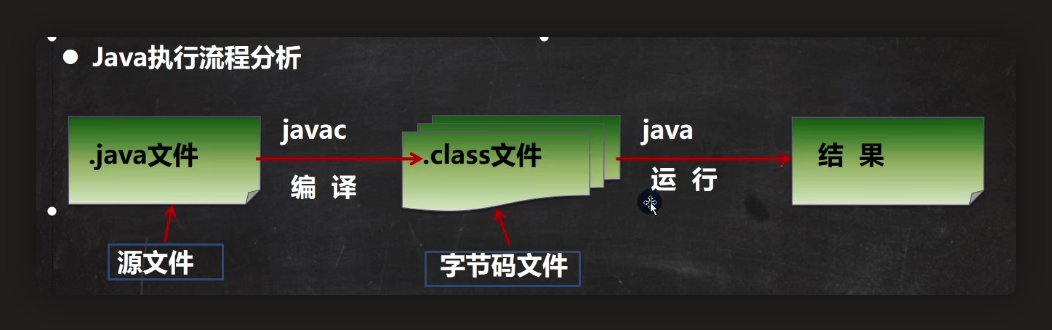 Java执行流程分析
javac
java
.java文件
.class文件
结 果
编 译
运 行
源文件
字节码文件